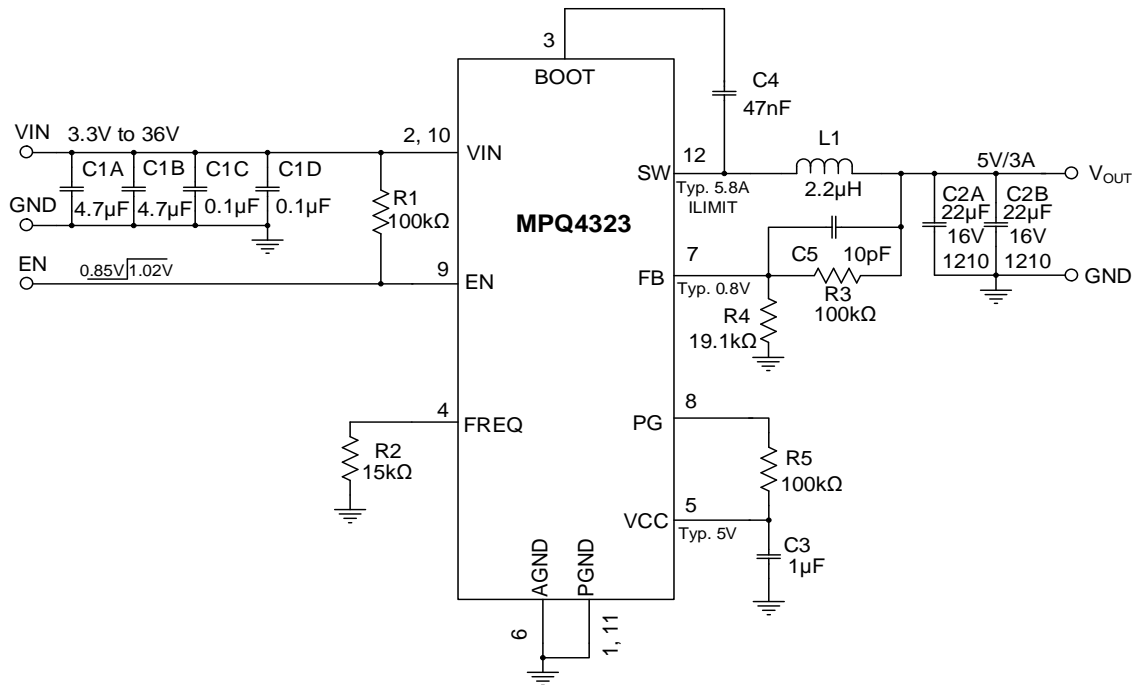 3
BOOT
C4
47nF
VIN 3.3V to 36V
2, 10
VIN
C1A C1B C1C C1D
4.7µF 4.7µF 0.1µF 0.1µF
GND
R1
100kΩ
EN
0.85V 1.02V
9
EN
MPQ4323
12
SW
Typ. 5.8A
ILIMIT
L1
2.2µH
5V/3A
VOUT
C2A C2B
22µF 22µF
16V 16V
1210 1210
GND
7
FB
Typ. 0.8V
C5 10pF
R3
100kΩ
R4
19.1kΩ
4
FREQ
R2
15kΩ
8
PG
R5
100kΩ
5
VCC
Typ. 5V
C3
1µF
AGND
PGND
6
1, 11